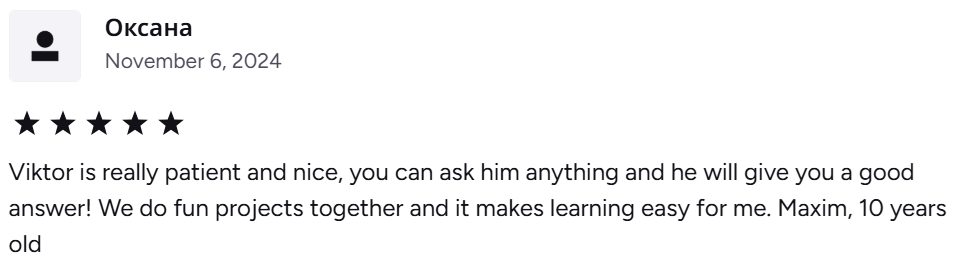 Оксана
November 6, 2024
Viktor is really patient and nice, you can ask him anything and he will give you a good
answer! We do fun projects together and it makes learning easy for me. Maxim, 10 years
old